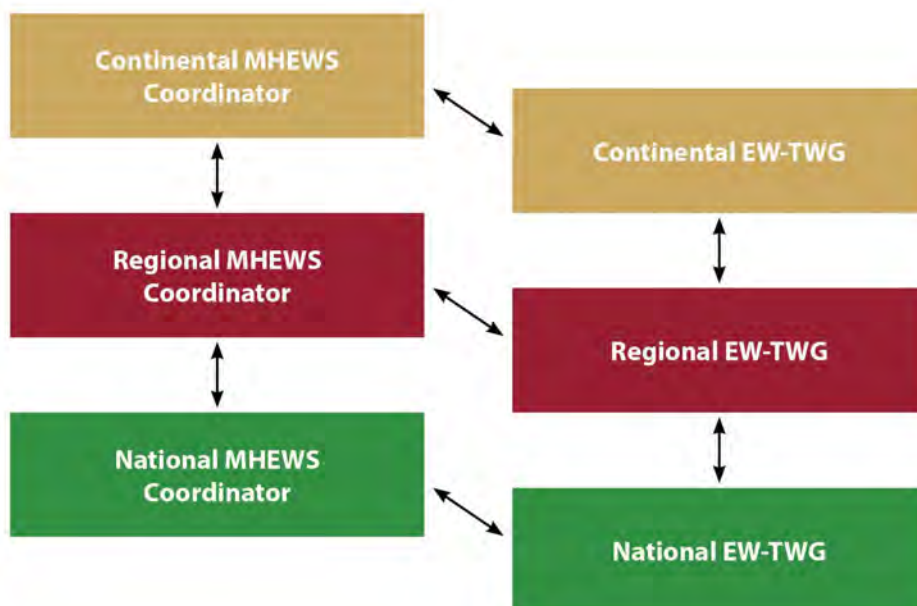 Continental MHEWS
Coordinator
Continental EW-TWG
Regional MHEWS
Coordinator
Regional EW-TWG
National MHEWS
Coordinator
National EW-TWG